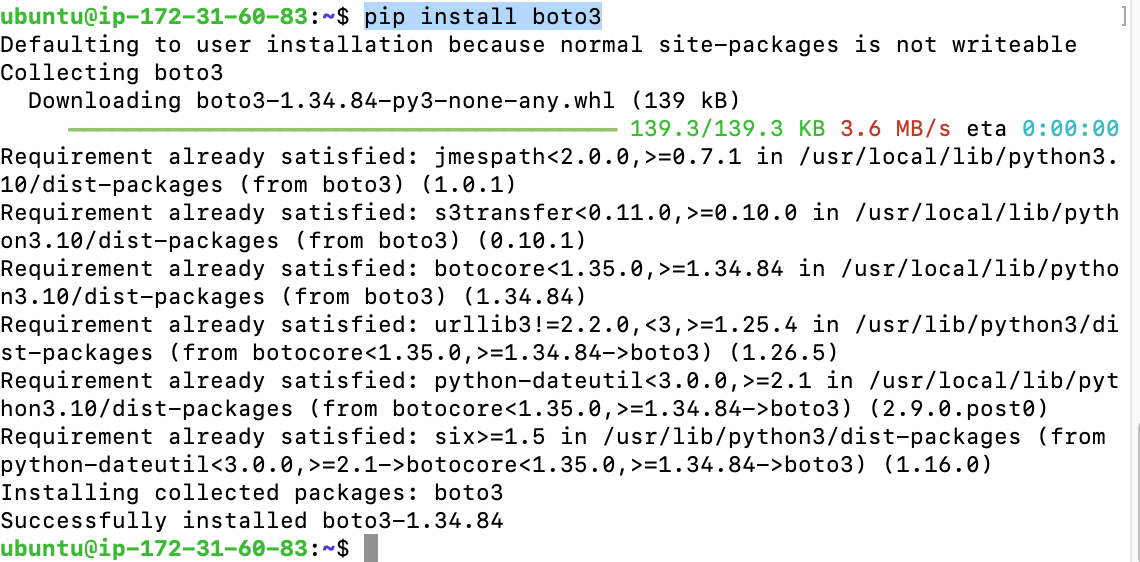 ubuntu@ip-172-31-60-83:~$ pip install boto3 ]
Defaulting to user installation because normal site-packages is not writeable
Collecting boto3
  Downloading boto3-1.34.84-py3-none-any.whl (139 kB)
139.3/139.3 KB 3.6 MB/s eta 0:00:00
Requirement already satisfied: jmespath<2.0.0,>=0.7.1 in /usr/local/lib/python3.
10/dist-packages (from boto3) (1.0.1)
Requirement already satisfied: s3transfer<0.11.0,>=0.10.0 in /usr/local/lib/pyth
on3.10/dist-packages (from boto3) (0.10.1)
Requirement already satisfied: botocore<1.35.0,>=1.34.84 in /usr/local/lib/pytho
n3.10/dist-packages (from boto3) (1.34.84)
Requirement already satisfied: urllib3!=2.2.0,<3,>=1.25.4 in /usr/lib/python3/di
st-packages (from botocore<1.35.0,>=1.34.84->boto3) (1.26.5)
Requirement already satisfied: python-dateutil<3.0.0,>=2.1 in /usr/local/lib/pyt
hon3.10/dist-packages (from botocore<1.35.0,>=1.34.84->boto3) (2.9.0.post0)
Requirement already satisfied: six>=1.5 in /usr/lib/python3/dist-packages (from
python-dateutil<3.0.0,>=2.1->botocore<1.35.0,>=1.34.84->boto3) (1.16.0)
Installing collected packages: boto3
Successfully installed boto3-1.34.84
ubuntu@ip-172-31-60-83:~$